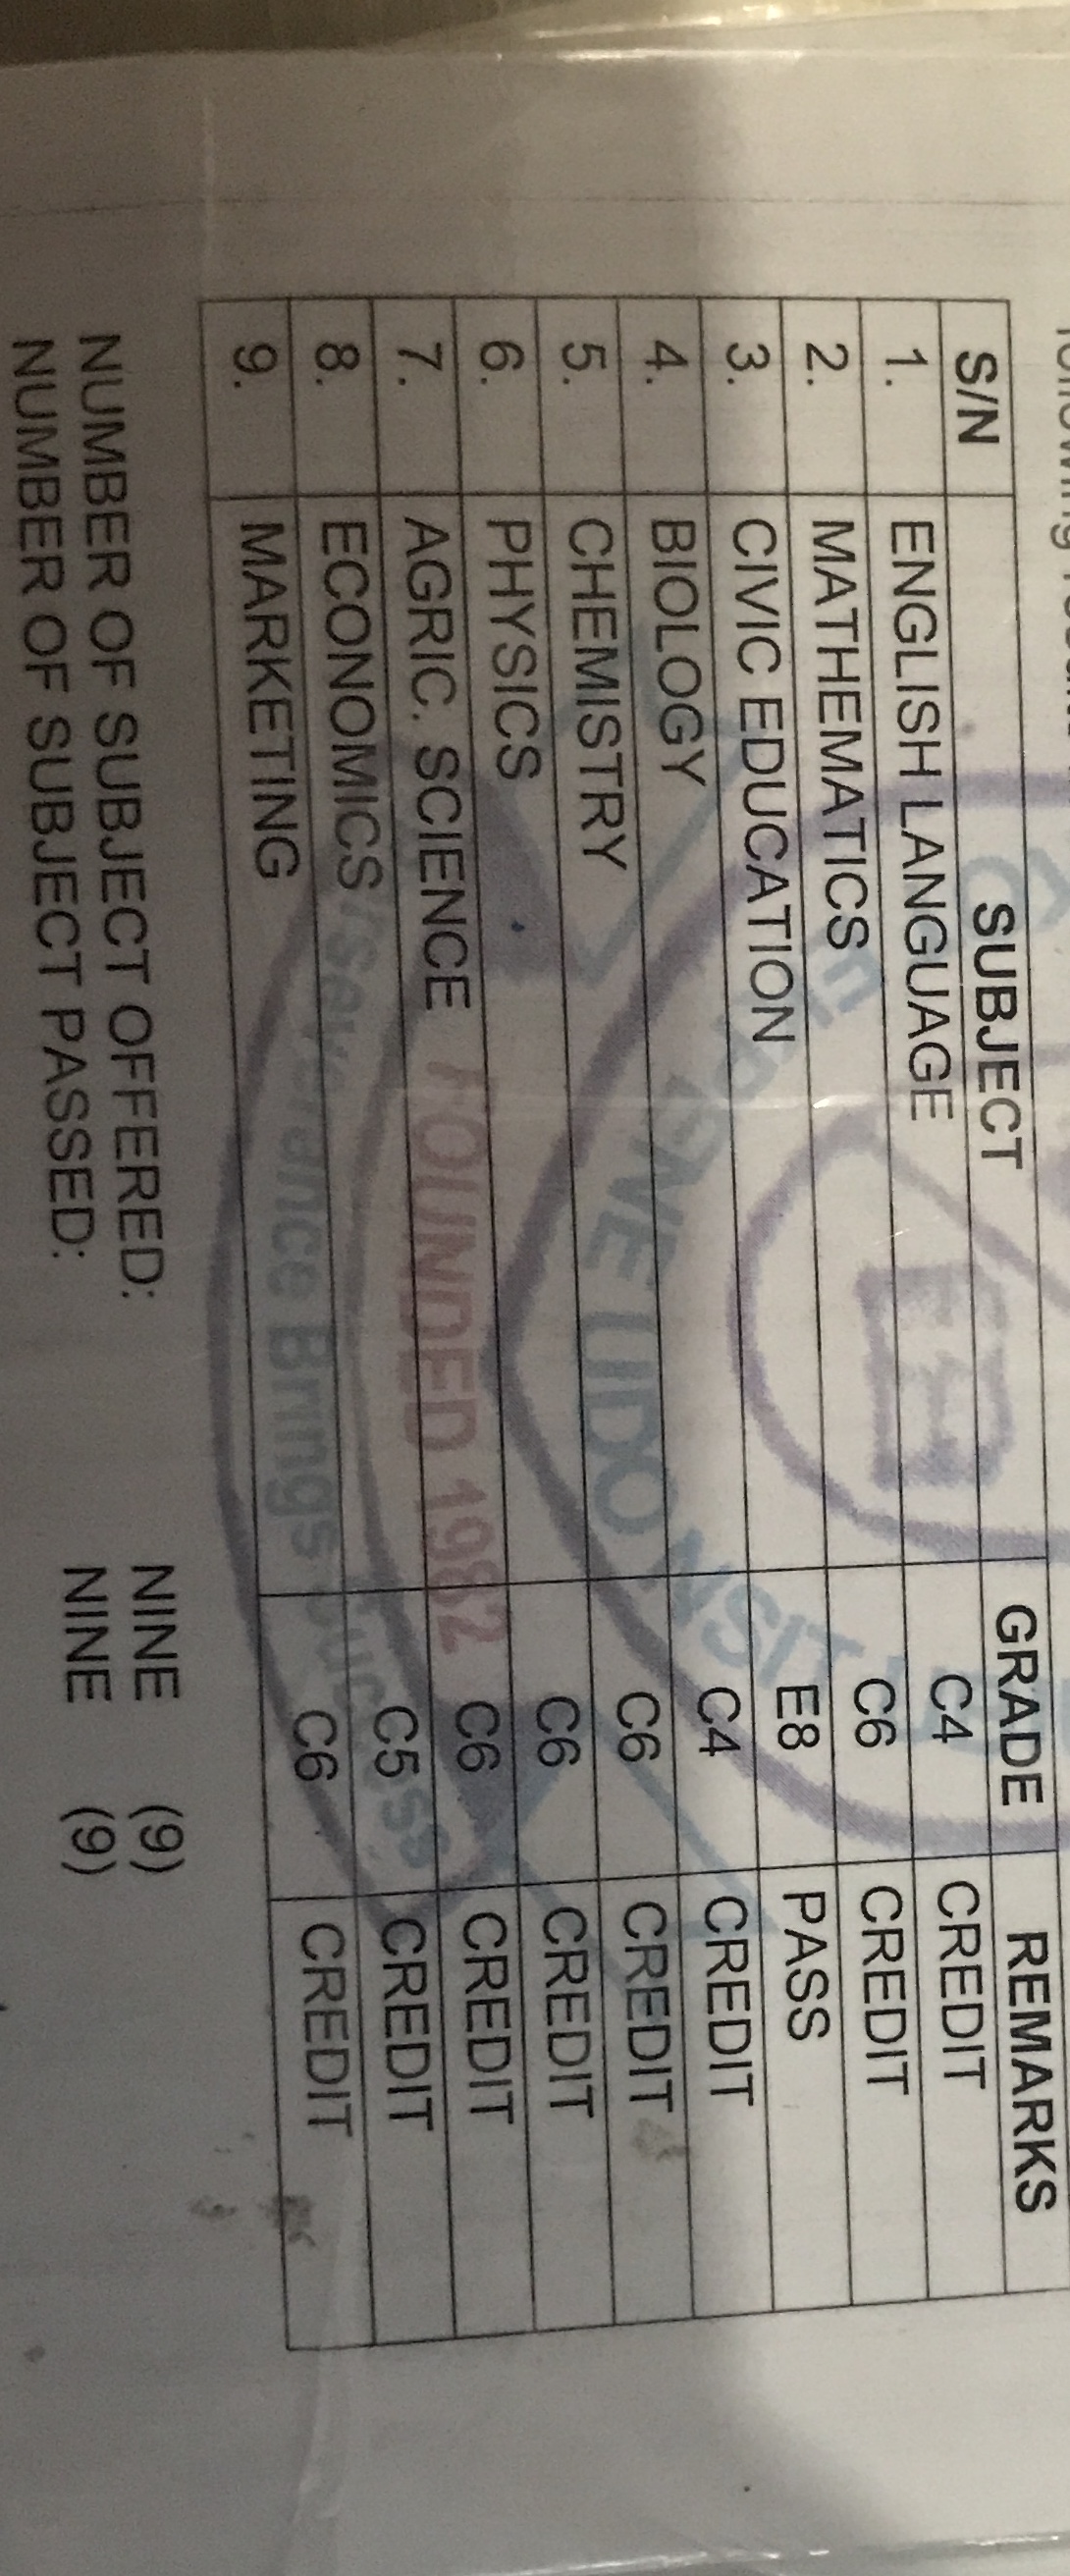 S/N SUBJECT GRADE REMARKS
1. ENGLISH LANGUAGE C4 CREDIT
2. MATHEMATICS C6 CREDIT
3. CIVIC EDUCATION E8 PASS
4. BIOLOGY C4 CREDIT
5. CHEMISTRY C6 CREDIT
6. PHYSICS C6 CREDIT
7. AGRIC. SCIENCE C6 CREDIT
8. ECONOMICS C5 CREDIT
9. MARKETING C6 CREDIT
FOUNDED 1982
Brings
NUMBER OF SUBJECT OFFERED: NINE (9)
NUMBER OF SUBJECT PASSED: NINE (9)